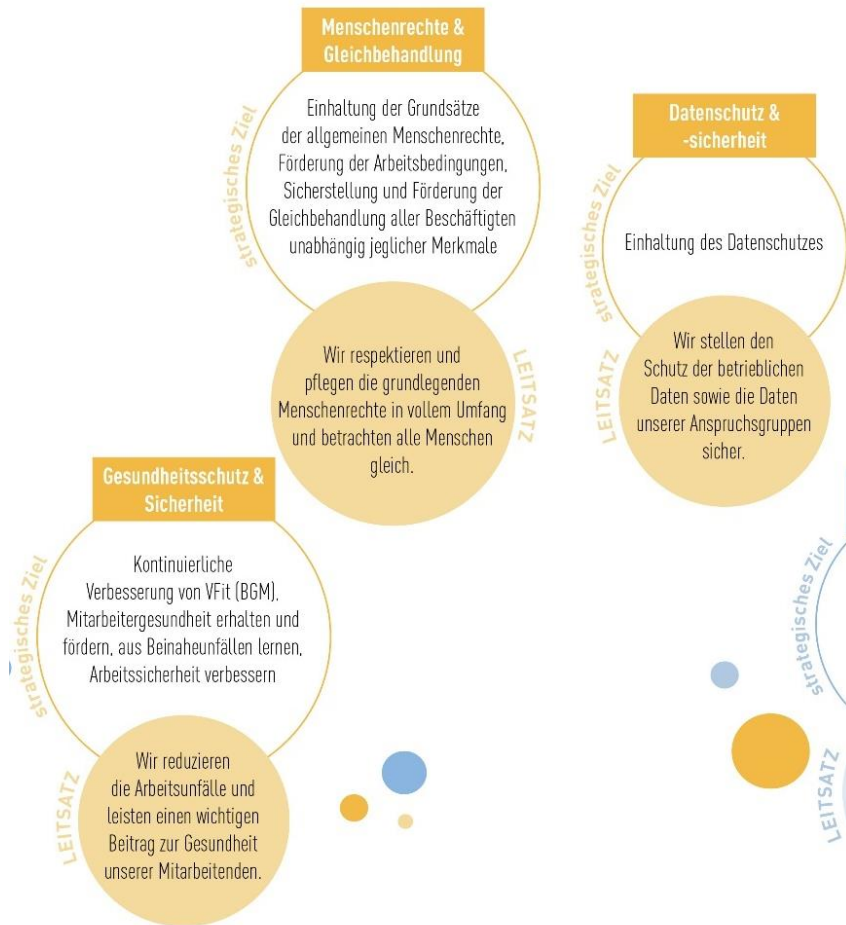 Menschenrechte &
Gleichbehandlung
strategisches Ziel
Einhaltung der Grundsätze
der allgemeinen Menschenrechte,
Förderung der Arbeitsbedingungen,
Sicherstellung und Förderung der
Gleichbehandlung aller Beschäftigten
unabhängig jeglicher Merkmale
LEITSATZ
Wir respektieren und
pflegen die grundlegenden
Menschenrechte in vollem Umfang
und betrachten alle Menschen
gleich.
Datenschutz &
-sicherheit
strategisches Ziel
Einhaltung des Datenschutzes
LEITSATZ
Wir stellen den
Schutz der betrieblichen
Daten sowie die Daten
unserer Anspruchsgruppen
sicher.
Gesundheitsschutz &
Sicherheit
strategisches Ziel
Kontinuierliche
Verbesserung von VFit (BGM),
Mitarbeitergesundheit erhalten und
fördern, aus Beinaheunfällen lernen,
Arbeitssicherheit verbessern
LEITSATZ
Wir reduzieren
die Arbeitsunfälle und
leisten einen wichtigen
Beitrag zur Gesundheit
unserer Mitarbeitenden.
strategisches Ziel
LEITSATZ